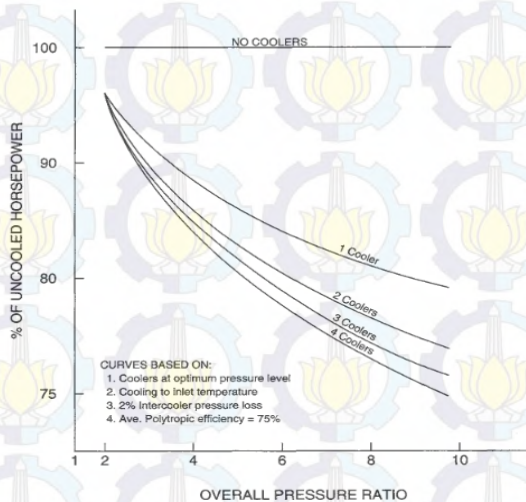 NO COOLERS
100
90
80
75
% OF UNCOOLED HORSEPOWER
1 Cooler
2 Coolers
3 Coolers
4 Coolers
CURVES BASED ON:
1. Coolers at optimum pressure level
2. Cooling to Inlet temperature
3. 2% Intercooler pressure loss
4. Ave. Polytropic efficiency = 75%
1 2 4 6 8 10
OVERALL PRESSURE RATIO